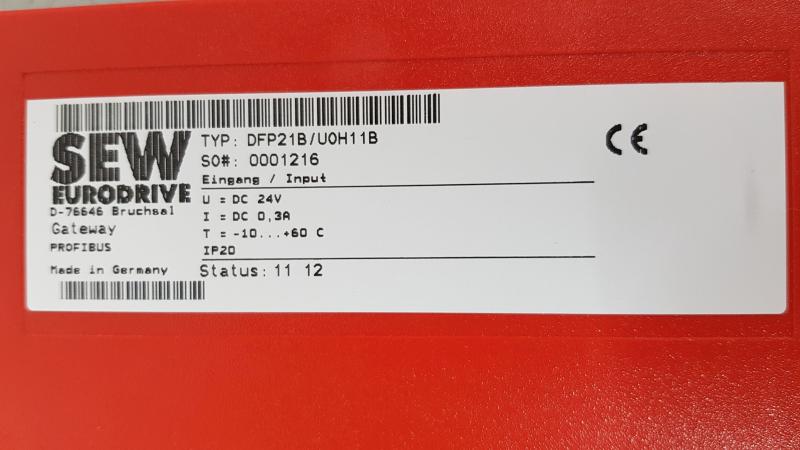 SEW
EURODRIVE
D-76646 Bruchsal
Gateway
PROFIBUS
Made in Germany
TYP: DFP21B/UOH11B
SO#: 0001216
Eingang / Input
U = DC 24V
I = DC 0,3A
T = -10...+60 C
IP20
Status: 11 12
CE